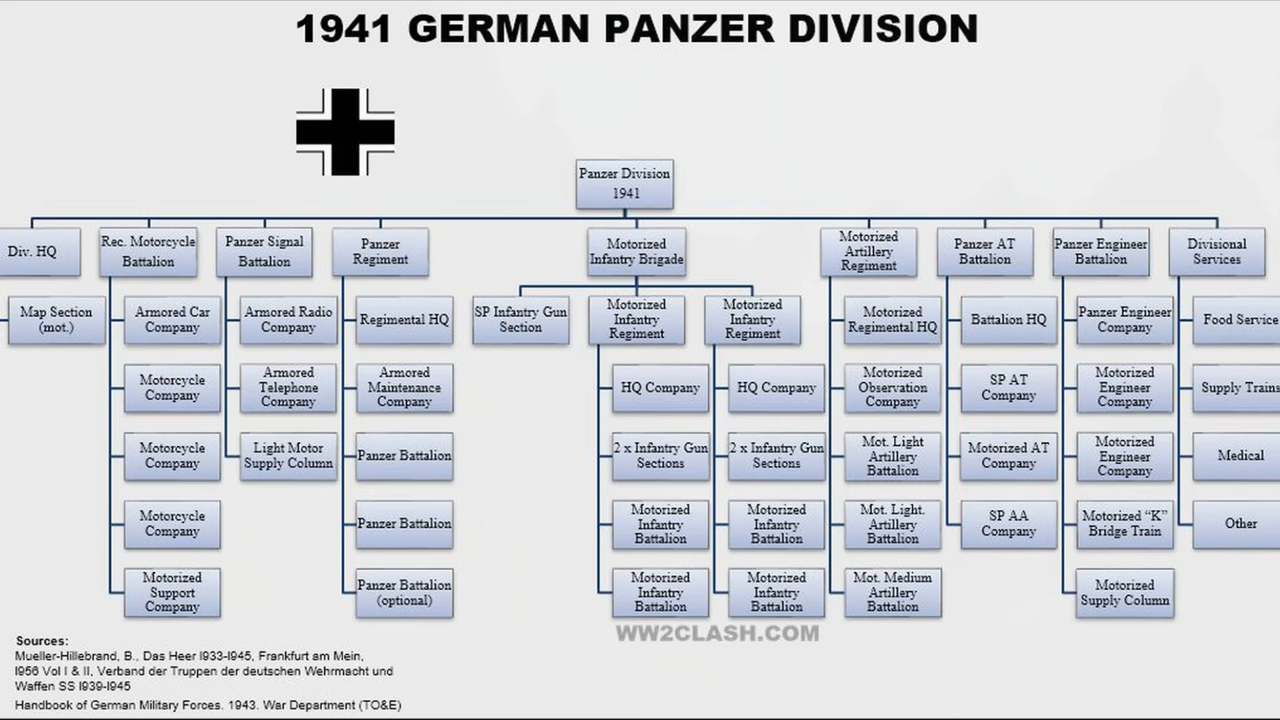 1941 GERMAN PANZER DIVISION
Panzer Division
1941
Div. HQ
Map Section
(mot.)
Rec. Motorcycle
Battalion
Armored Car
Company
Motorcycle
Company
Motorcycle
Company
Motorcycle
Company
Motorized
Support
Company
Panzer Signal
Battalion
Armored Radio
Company
Armored
Telephone
Company
Light Motor
Supply Column
Panzer
Regiment
Regimental HQ
Armored
Maintenance
Company
Panzer Battalion
Panzer Battalion
Panzer Battalion
(optional)
Motorized
Infantry Brigade
SP Infantry Gun
Section
Motorized
Infantry
Regiment
HQ Company
2 x Infantry Gun
Sections
Motorized
Infantry
Battalion
Motorized
Infantry
Battalion
Motorized
Infantry
Regiment
HQ Company
2 x Infantry Gun
Sections
Motorized
Infantry
Battalion
Motorized
Infantry
Battalion
Motorized
Artillery
Regiment
Motorized
Regimental HQ
Motorized
Observation
Company
Mot. Light
Artillery
Battalion
Mot. Light.
Artillery
Battalion
Mot. Medium
Artillery
Battalion
Panzer AT
Battalion
Battalion HQ
SP AT
Company
Motorized AT
Company
SP AA
Company
Panzer Engineer
Battalion
Panzer Engineer
Company
Motorized
Engineer
Company
Motorized
Engineer
Company
Motorized “K”
Bridge Train
Motorized
Supply Column
Divisional
Services
Food Service
Supply Trains
Medical
Other
WW2CLASH.COM
Sources:
Mueller-Hillebrand, B., Das Heer I933-I945, Frankfurt am Mein,
I956 Vol I & II, Verband der Truppen der deutschen Wehrmacht und
Waffen SS I939-I945
Handbook of German Military Forces. 1943. War Department (TO&E)